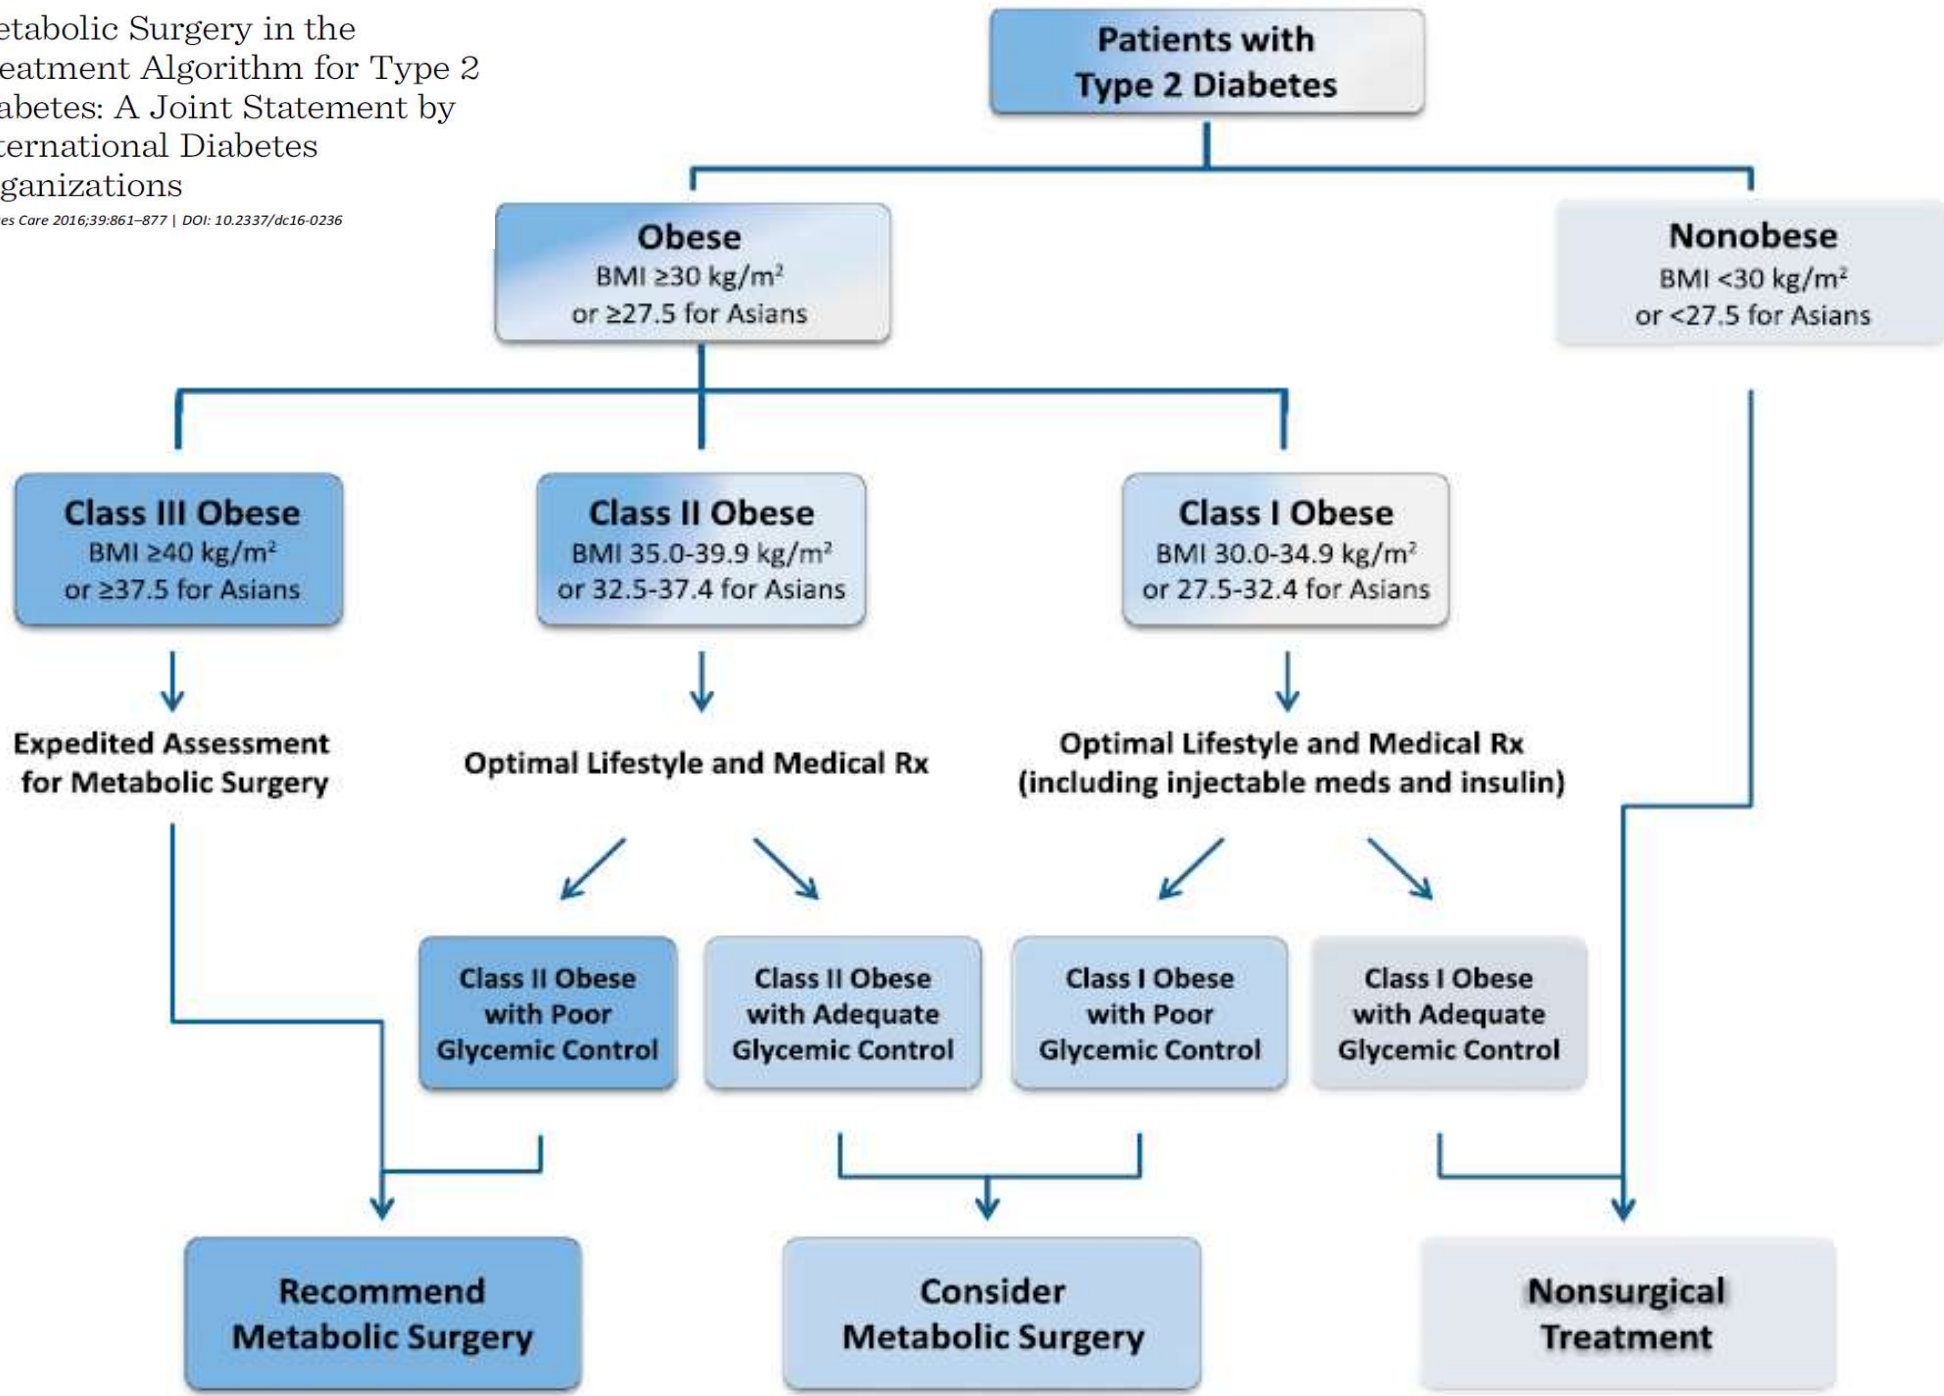 etabolic Surgery in the
eatment Algorithm for Type 2
abetes: A Joint Statement by
ternational Diabetes
ganizations
es Care 2016;39:861–877 | DOI: 10.2337/dc16-0236
Patients with
Type 2 Diabetes
Obese
BMI ≥30 kg/m²
or ≥27.5 for Asians
Nonobese
BMI <30 kg/m²
or <27.5 for Asians
Class III Obese
BMI ≥40 kg/m²
or ≥37.5 for Asians
Class II Obese
BMI 35.0-39.9 kg/m²
or 32.5-37.4 for Asians
Class I Obese
BMI 30.0-34.9 kg/m²
or 27.5-32.4 for Asians
Expedited Assessment
for Metabolic Surgery
Optimal Lifestyle and Medical Rx
Optimal Lifestyle and Medical Rx
(including injectable meds and insulin)
Class II Obese
with Poor
Glycemic Control
Class II Obese
with Adequate
Glycemic Control
Class I Obese
with Poor
Glycemic Control
Class I Obese
with Adequate
Glycemic Control
Recommend
Metabolic Surgery
Consider
Metabolic Surgery
Nonsurgical
Treatment